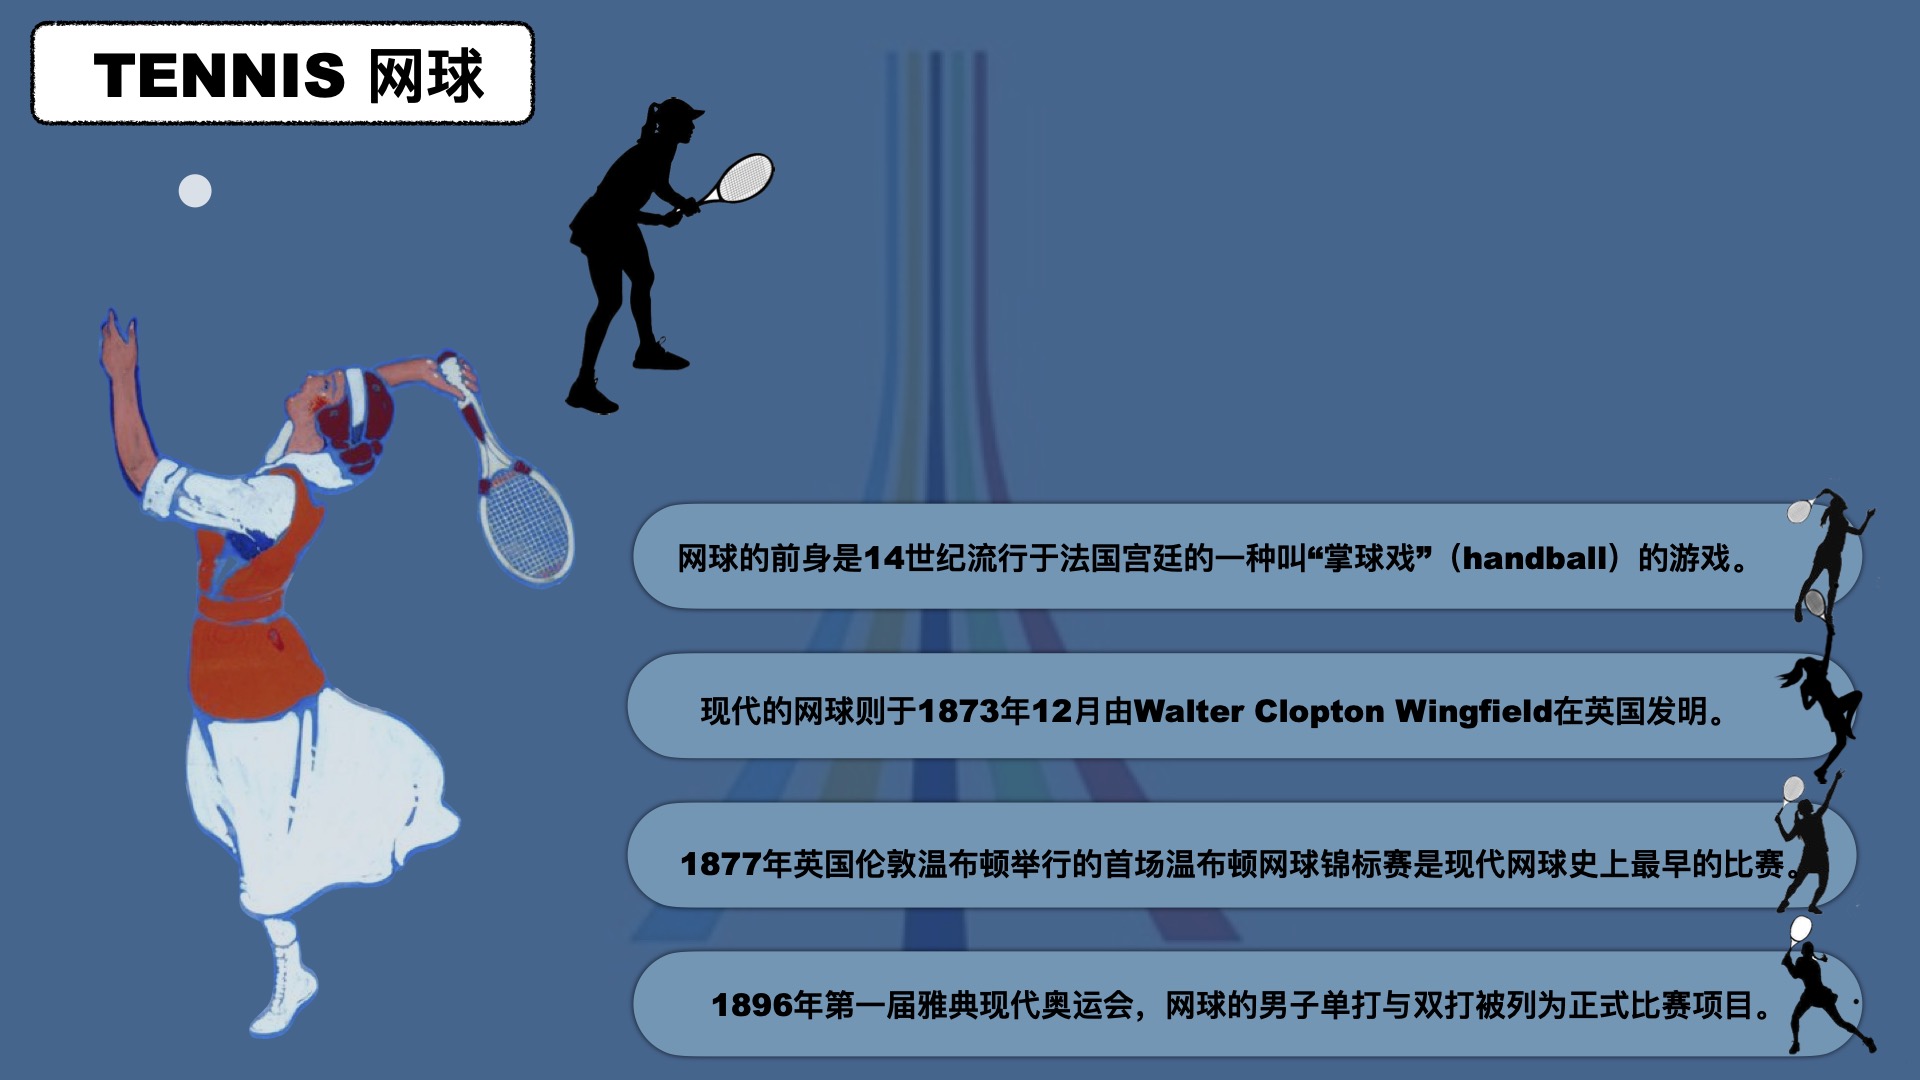 TENNIS 网球
网球的前身是14世纪流行于法国宫廷的一种叫“掌球戏”（handball）的游戏。
现代的网球则于1873年12月由Walter Clopton Wingfield在英国发明。
1877年英国伦敦温布顿举行的首场温布顿网球锦标赛是现代网球史上最早的比赛。
1896年第一届雅典现代奥运会，网球的男子单打与双打被列为正式比赛项目。